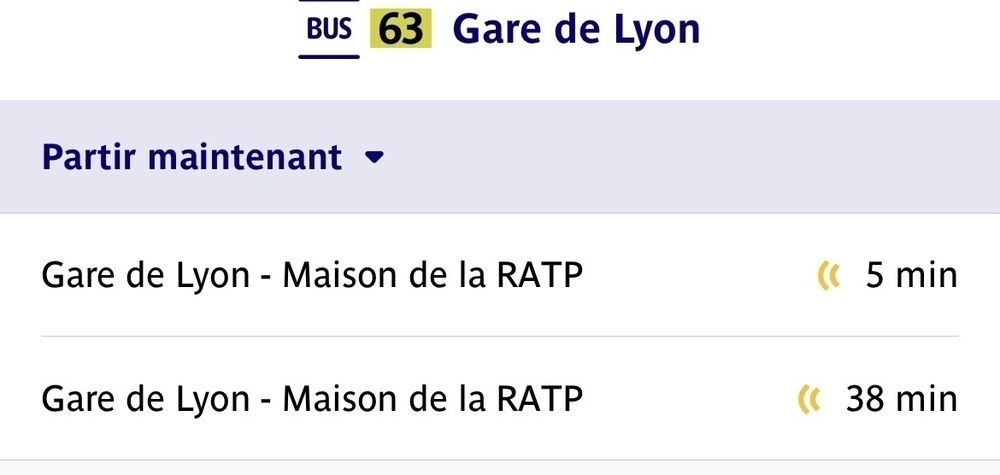 BUS 63 Gare de Lyon
Partir maintenant
Gare de Lyon - Maison de la RATP 5 min
Gare de Lyon - Maison de la RATP 38 min